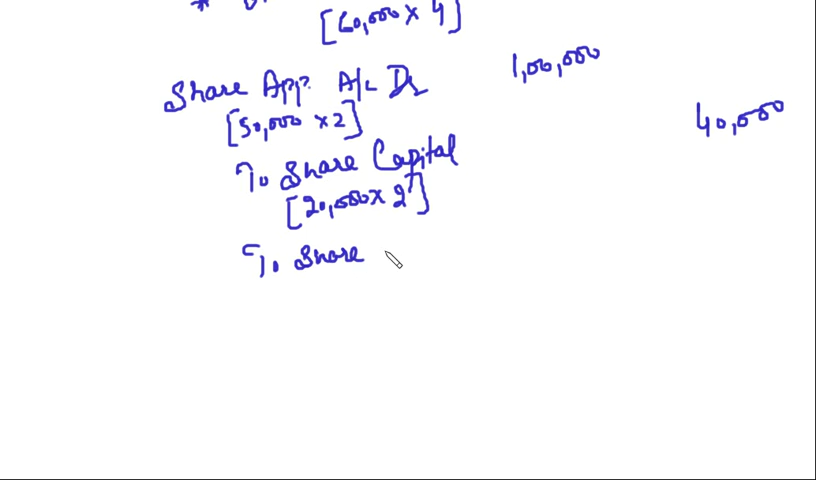 [60,000 x 4]
Share App. A/c Dr 1,00,000
[50,000 x 2]
To Share Capital 40,000
[20,000 x 2]
To Share